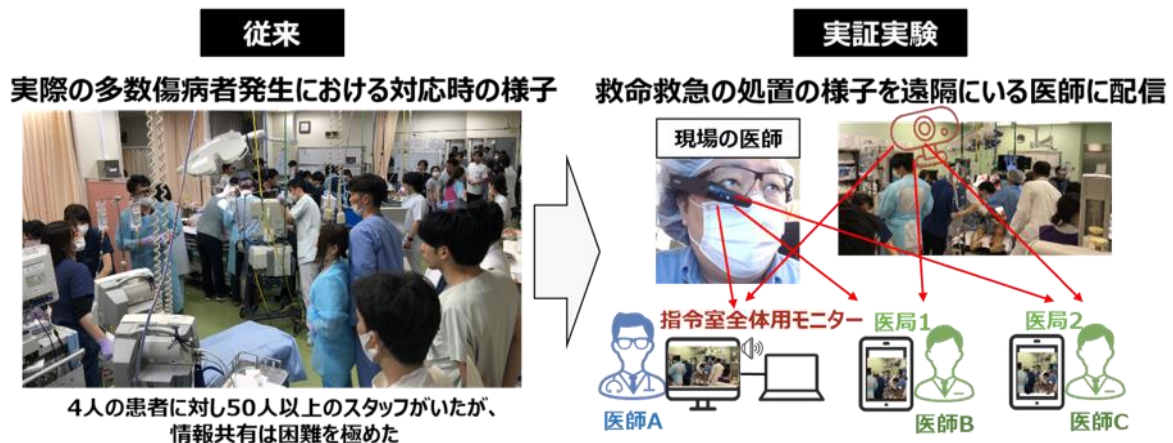 従来
実際の多数傷病者発生における対応時の様子
4人の患者に対し50人以上のスタッフがいたが、
情報共有は困難を極めた
実証実験
救命救急の処置の様子を遠隔にいる医師に配信
現場の医師
指令室全体用モニター
医局1
医局2
医師A
医師B
医師C